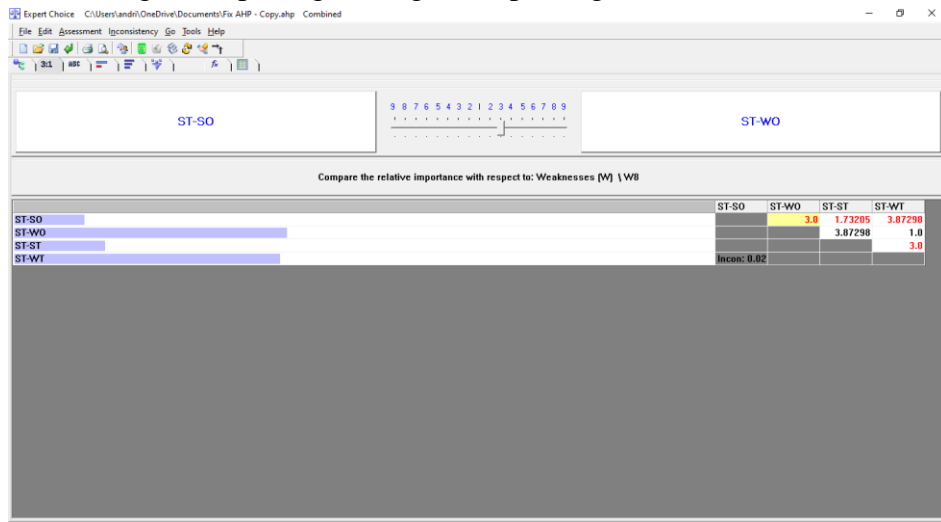 Expert Choice C:\Users\andri\OneDrive\Documents\Fix AHP - Copy.ahp Combined
File Edit Assessment Inconsistency Go Tools Help
3:1 ABC
ST-SO
9 8 7 6 5 4 3 2 1 2 3 4 5 6 7 8 9
ST-WO
Compare the relative importance with respect to: Weaknesses (W) \ W8
ST-SO ST-WO ST-ST ST-WT
ST-SO 3.0 1.73205 3.87298
ST-WO 3.87298 1.0
ST-ST 3.0
ST-WT Incon: 0.02